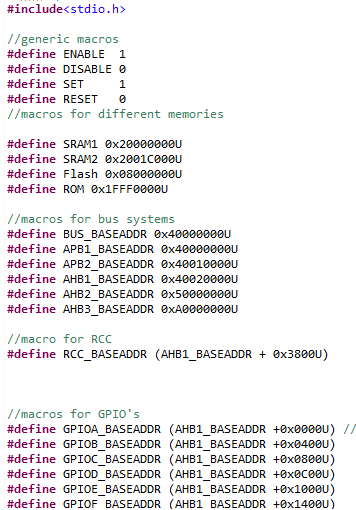 #include<stdio.h>
//generic macros
#define ENABLE 1
#define DISABLE 0
#define SET 1
#define RESET 0
//macros for different memories
#define SRAM1 0x20000000U
#define SRAM2 0x2001C000U
#define Flash 0x08000000U
#define ROM 0x1FFF0000U
//macros for bus systems
#define BUS_BASEADDR 0x40000000U
#define APB1_BASEADDR 0x40000000U
#define APB2_BASEADDR 0x40010000U
#define AHB1_BASEADDR 0x40020000U
#define AHB2_BASEADDR 0x50000000U
#define AHB3_BASEADDR 0xA0000000U
//macro for RCC
#define RCC_BASEADDR (AHB1_BASEADDR + 0x3800U)
//macros for GPIO's
#define GPIOA_BASEADDR (AHB1_BASEADDR +0x0000U) //
#define GPIOB_BASEADDR (AHB1_BASEADDR +0x0400U)
#define GPIOC_BASEADDR (AHB1_BASEADDR +0x0800U)
#define GPIOD_BASEADDR (AHB1_BASEADDR +0x0C00U)
#define GPIOE_BASEADDR (AHB1_BASEADDR +0x1000U)
#define GPIOF_BASEADDR (AHB1_BASEADDR +0x1400U)